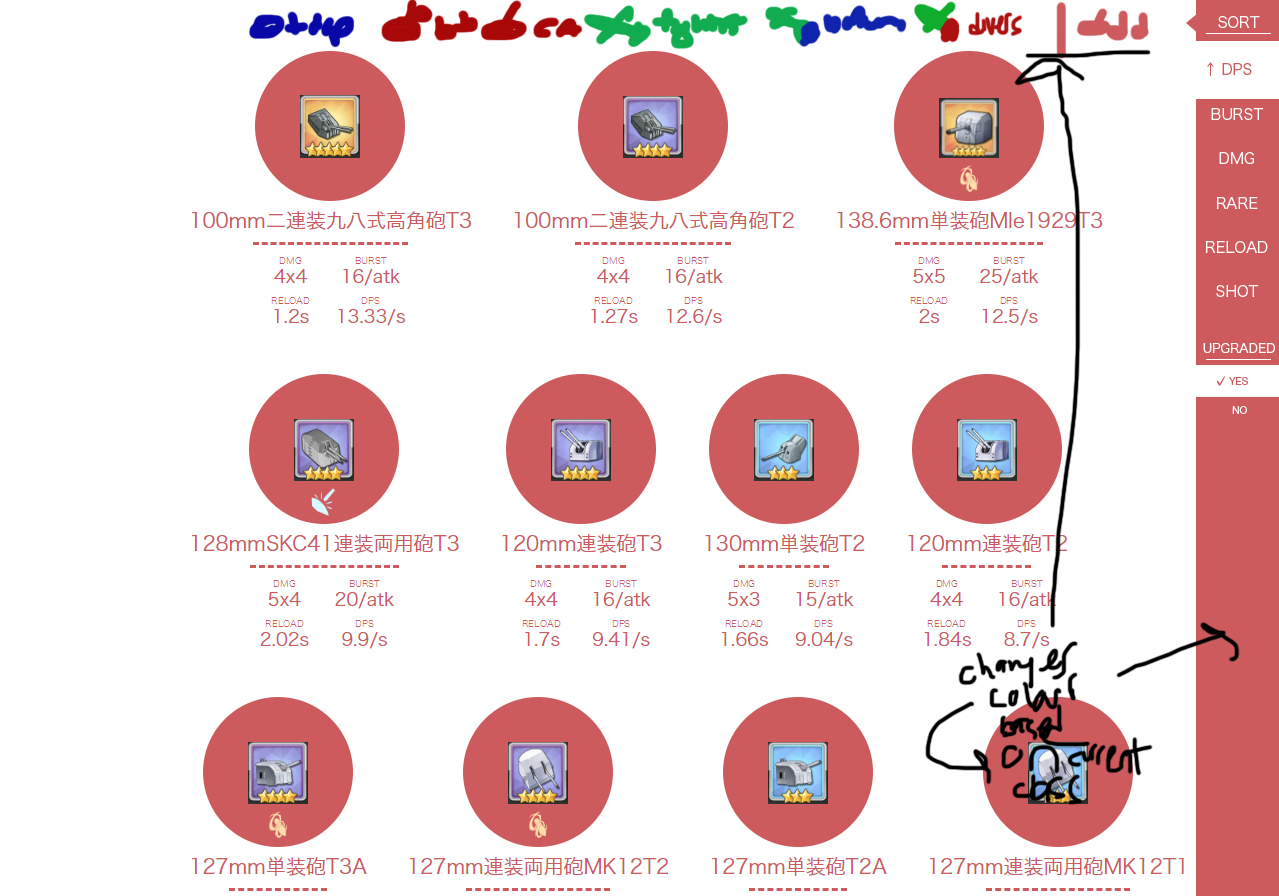 divers
SORT
↑ DPS
BURST
DMG
RARE
RELOAD
SHOT
UPGRADED
✓ YES
NO
100mm二連装九八式高角砲T3
DMG BURST
4x4 16/atk
RELOAD DPS
1.2s 13.33/s
100mm二連装九八式高角砲T2
DMG BURST
4x4 16/atk
RELOAD DPS
1.27s 12.6/s
138.6mm単装砲Mle1929T3
DMG BURST
5x5 25/atk
RELOAD DPS
2s 12.5/s
128mmSKC41連装両用砲T3
DMG BURST
5x4 20/atk
RELOAD DPS
2.02s 9.9/s
120mm連装砲T3
DMG BURST
4x4 16/atk
RELOAD DPS
1.7s 9.41/s
130mm単装砲T2
DMG BURST
5x3 15/atk
RELOAD DPS
1.66s 9.04/s
120mm連装砲T2
DMG BURST
4x4 16/atk
RELOAD DPS
1.84s 8.7/s
changes
colors
based
on current
class
127mm単装砲T3A
127mm連装両用砲MK12T2
127mm単装砲T2A
127mm連装両用砲MK12T1